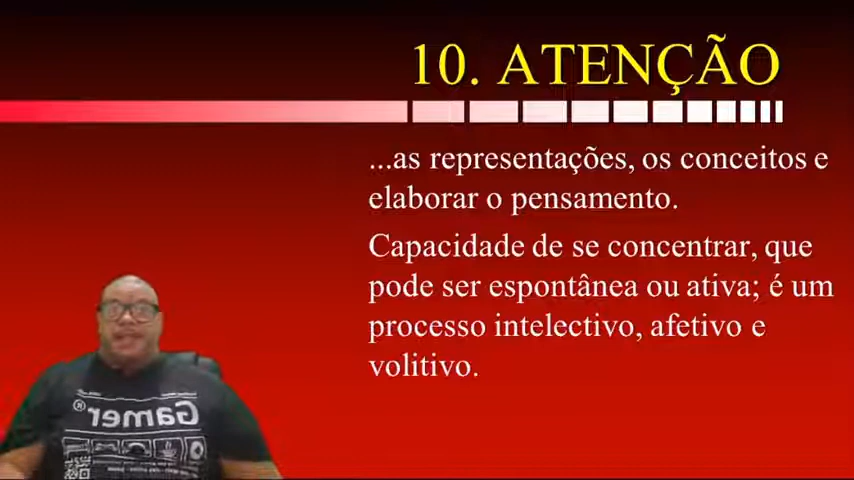 10. ATENÇÃO
...as representações, os conceitos e
elaborar o pensamento.
Capacidade de se concentrar, que
pode ser espontânea ou ativa; é um
processo intelectivo, afetivo e
volitivo.
Gamer®